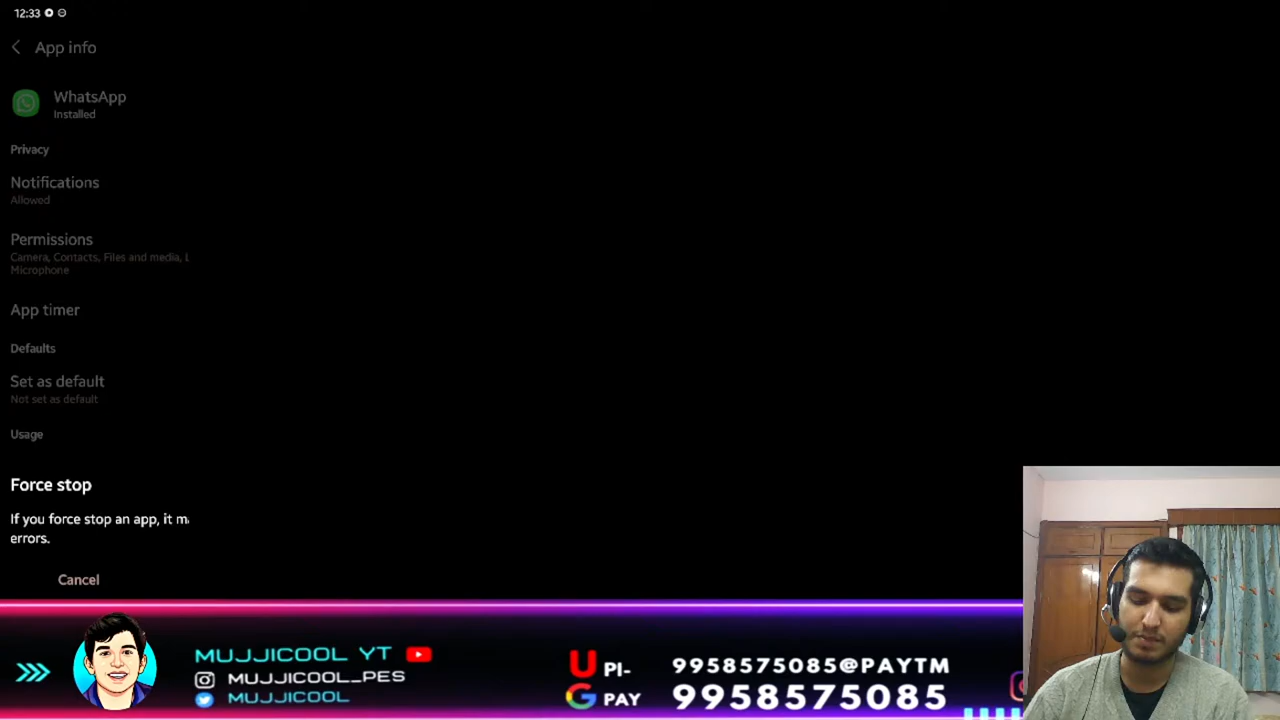 12:33
App info
WhatsApp
Installed
Privacy
Notifications
Allowed
Permissions
Camera, Contacts, Files and media, L
Microphone
App timer
Defaults
Set as default
Not set as default
Usage
Force stop
If you force stop an app, it m
errors.
Cancel
MUJJICOOL YT
MUJJICOOL_PES
MUJJICOOL
UPI- 9958575085@PAYTM
G PAY 9958575085